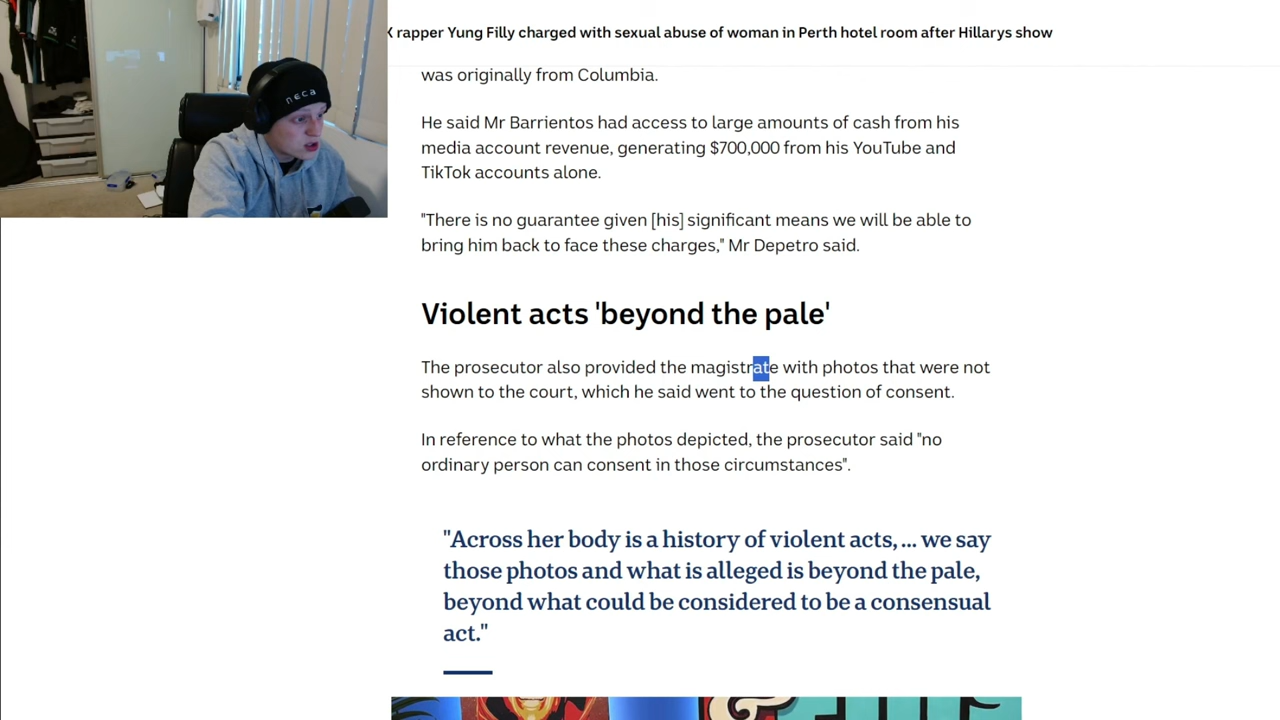 K rapper Yung Filly charged with sexual abuse of woman in Perth hotel room after Hillarys show
neca
was originally from Columbia.
He said Mr Barrientos had access to large amounts of cash from his
media account revenue, generating $700,000 from his YouTube and
TikTok accounts alone.
"There is no guarantee given [his] significant means we will be able to
bring him back to face these charges," Mr Depetro said.
Violent acts 'beyond the pale'
The prosecutor also provided the magistrate with photos that were not
shown to the court, which he said went to the question of consent.
In reference to what the photos depicted, the prosecutor said "no
ordinary person can consent in those circumstances".
"Across her body is a history of violent acts, ... we say
those photos and what is alleged is beyond the pale,
beyond what could be considered to be a consensual
act."